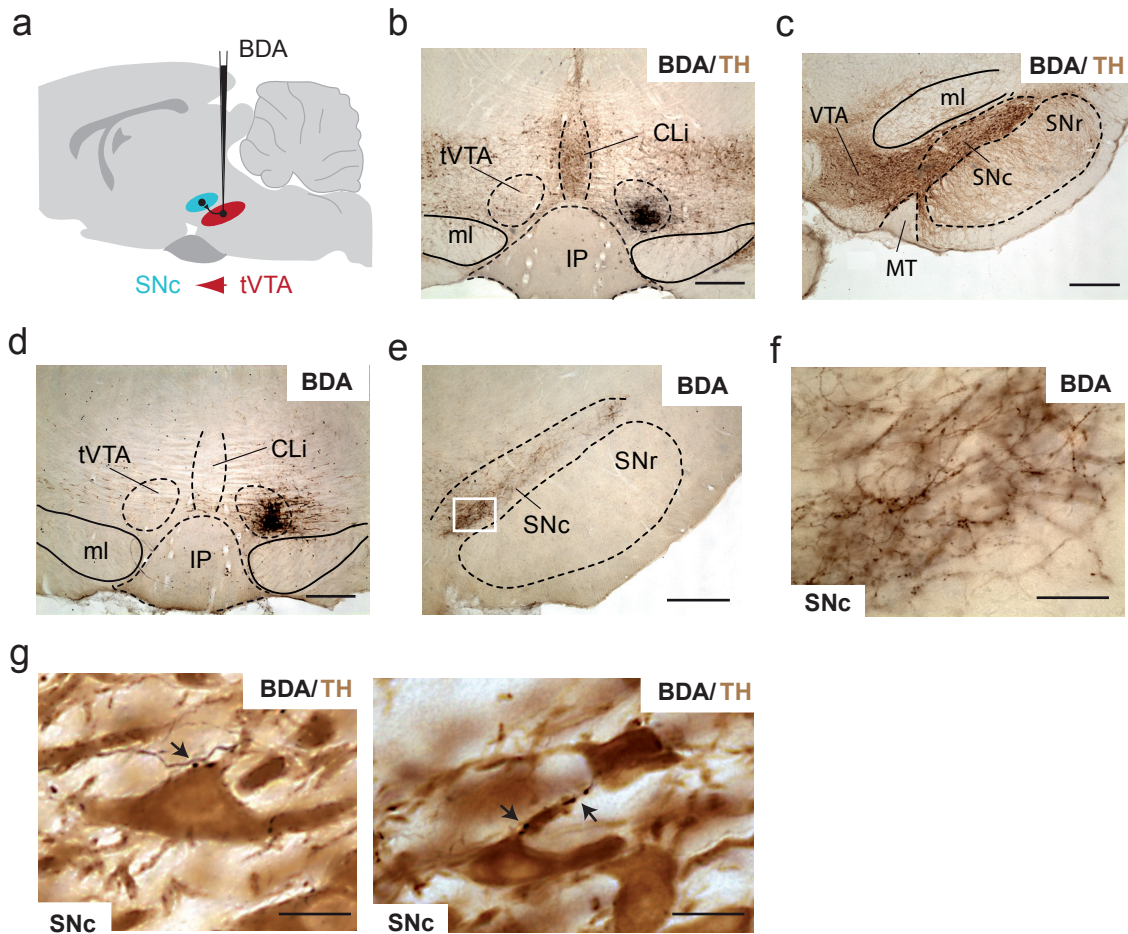 a
BDA
SNc tVTA
b
BDA/ TH
tVTA
CLi
ml
IP
c
BDA/ TH
ml
VTA
SNr
SNc
MT
d
BDA
tVTA
CLi
ml
IP
e
BDA
SNr
SNc
f
BDA
SNc
g
BDA/ TH
SNc
BDA/ TH
SNc